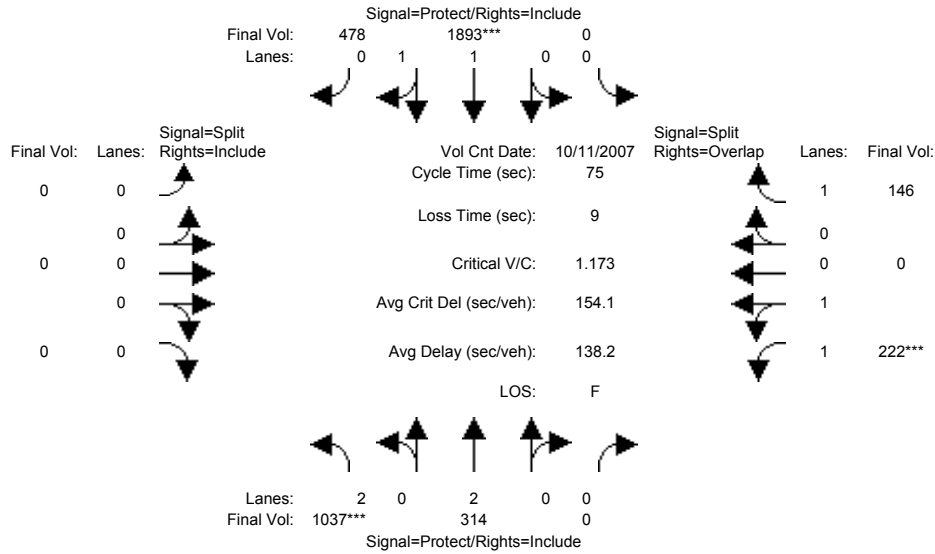 Signal=Protect/Rights=Include
Final Vol: 478 1893*** 0
Lanes: 0 1 1 0 0
Signal=Split
Signal=Split
Final Vol: Lanes: Rights=Include Vol Cnt Date: 10/11/2007 Rights=Overlap Lanes: Final Vol:
Cycle Time (sec): 75
0 0 1 146
Loss Time (sec): 9
0 0
0 0 Critical V/C: 1.173 0 0
0 Avg Crit Del (sec/veh): 154.1 1
0 0 Avg Delay (sec/veh): 138.2 1 222***
LOS: F
Lanes: 2 0 2 0 0
Final Vol: 1037*** 314 0
Signal=Protect/Rights=Include